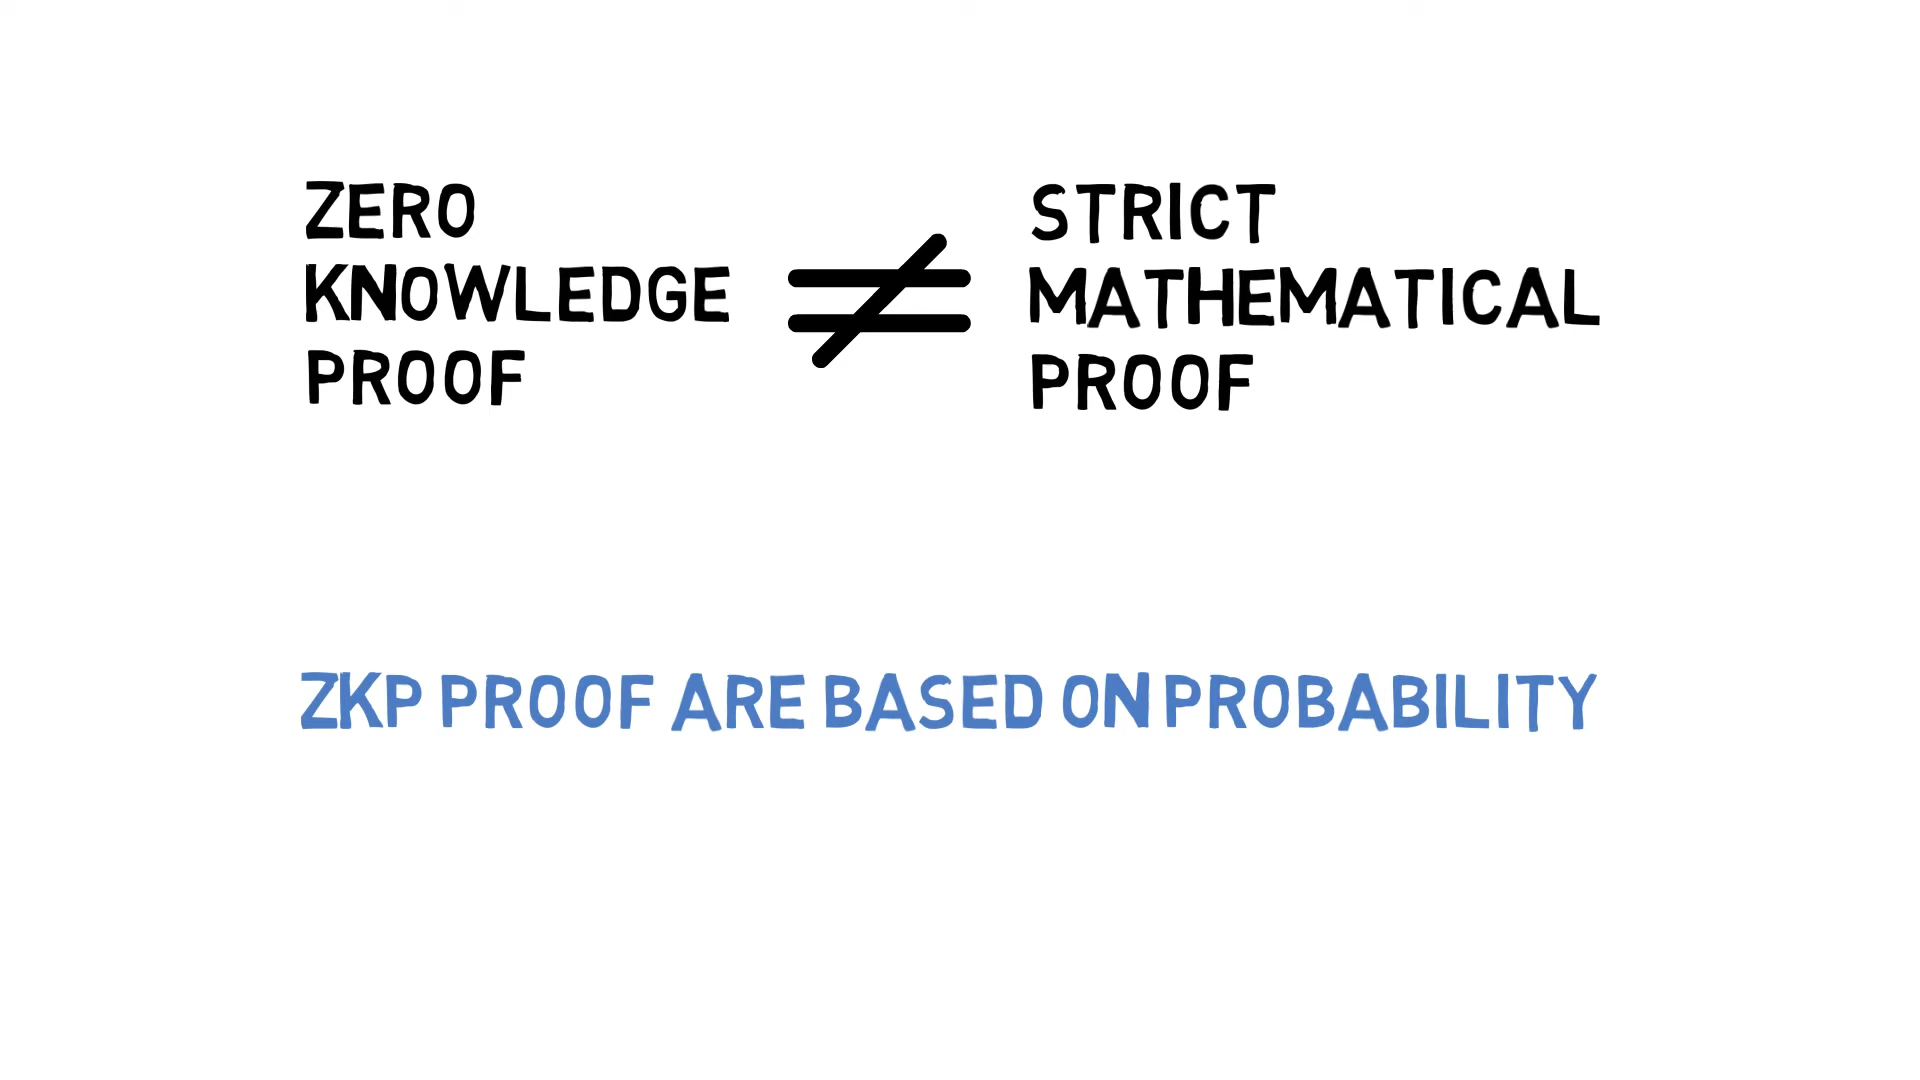 ZERO
KNOWLEDGE
PROOF
≠
STRICT
MATHEMATICAL
PROOF
ZKP PROOF ARE BASED ON PROBABILITY